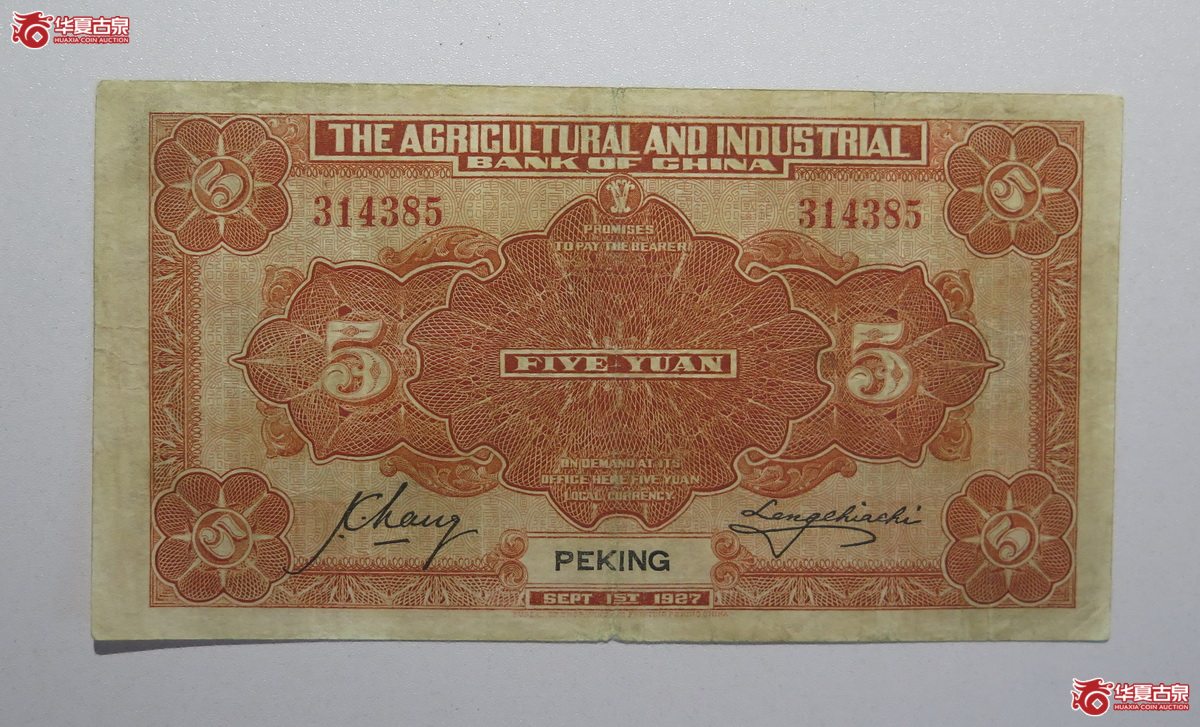 华夏古泉
HUAXIA COIN AUCTION
THE AGRICULTURAL AND INDUSTRIAL
BANK OF CHINA
5 5
314385 314385
PROMISES
TO PAY THE BEARER
5 FIVE YUAN 5
ON DEMAND AT ITS
OFFICE HERE FIVE YUAN
LOCAL CURRENCY
5 5
PEKING
SEPT 1ST 1927
华夏古泉
HUAXIA COIN AUCTION